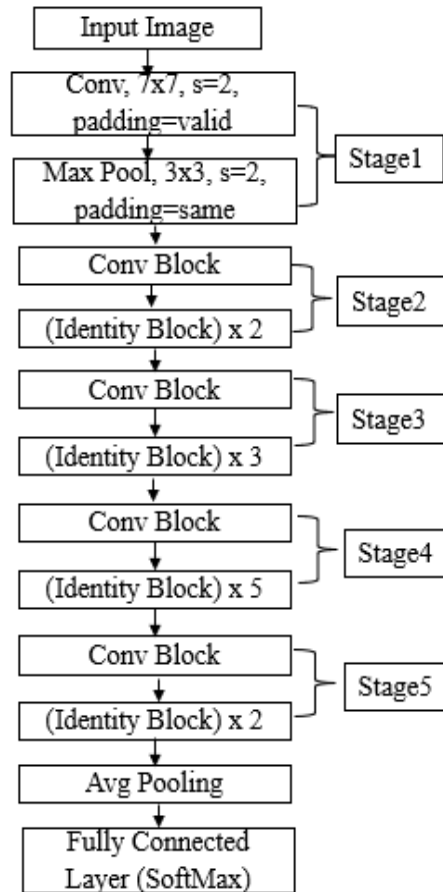 Input Image
Conv, 7x7, s=2,
padding=valid
Max Pool, 3x3, s=2,
padding=same
Stage1
Conv Block
(Identity Block) x 2
Stage2
Conv Block
(Identity Block) x 3
Stage3
Conv Block
(Identity Block) x 5
Stage4
Conv Block
(Identity Block) x 2
Stage5
Avg Pooling
Fully Connected
Layer (SoftMax)